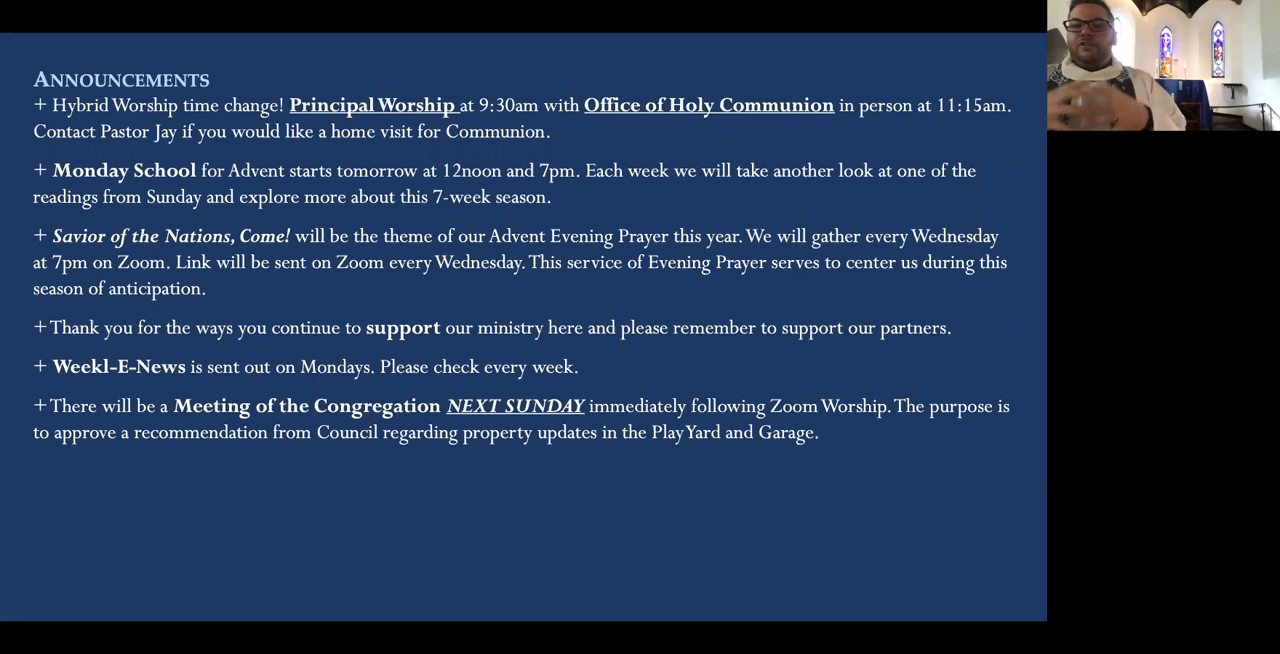 ANNOUNCEMENTS
+ Hybrid Worship time change! Principal Worship at 9:30am with Office of Holy Communion in person at 11:15am.
Contact Pastor Jay if you would like a home visit for Communion.
+ Monday School for Advent starts tomorrow at 12noon and 7pm. Each week we will take another look at one of the
readings from Sunday and explore more about this 7-week season.
+ Savior of the Nations, Come! will be the theme of our Advent Evening Prayer this year. We will gather every Wednesday
at 7pm on Zoom. Link will be sent on Zoom every Wednesday. This service of Evening Prayer serves to center us during this
season of anticipation.
+ Thank you for the ways you continue to support our ministry here and please remember to support our partners.
+ Weekl-E-News is sent out on Mondays. Please check every week.
+ There will be a Meeting of the Congregation NEXT SUNDAY immediately following Zoom Worship. The purpose is
to approve a recommendation from Council regarding property updates in the Play Yard and Garage.